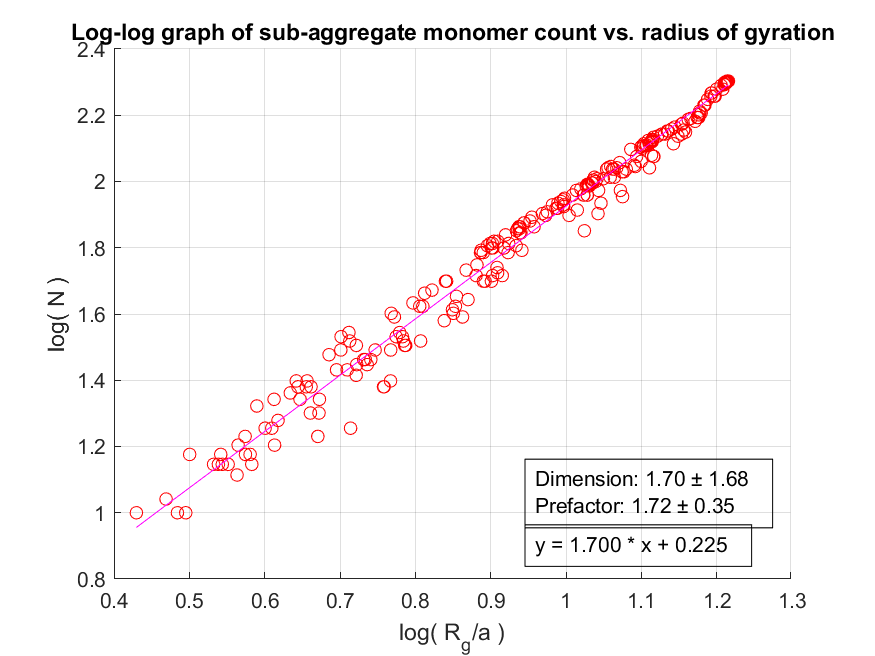 Log-log graph of sub-aggregate monomer count vs. radius of gyration
2.4
2.2
2
1.8
1.6
1.4
1.2
1
0.8
log( N )
Dimension: 1.70 ± 1.68
Prefactor: 1.72 ± 0.35
y = 1.700 * x + 0.225
0.4 0.5 0.6 0.7 0.8 0.9 1 1.1 1.2 1.3
log( Rg/a )